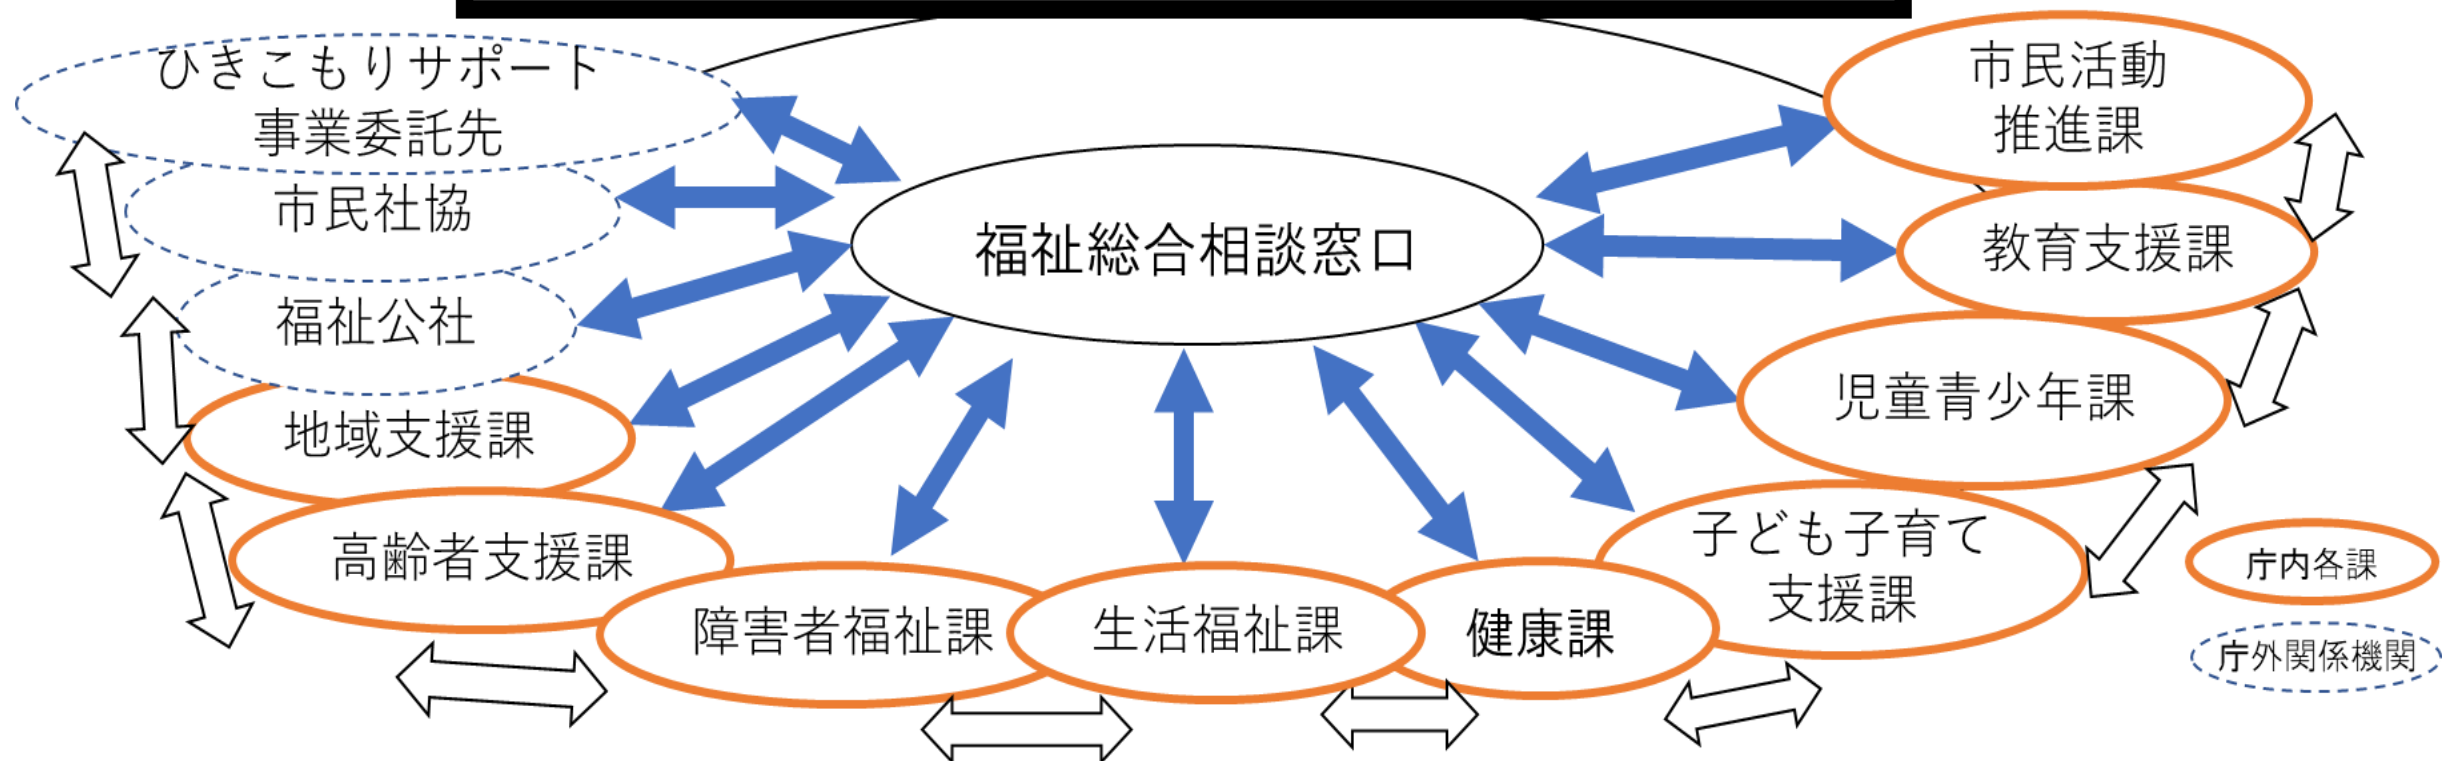 ひきこもりサポート
事業委託先
市民社協
福祉公社
地域支援課
高齢者支援課
障害者福祉課
生活福祉課
健康課
子ども子育て
支援課
児童青少年課
教育支援課
市民活動
推進課
福祉総合相談窓口
庁内各課
庁外関係機関